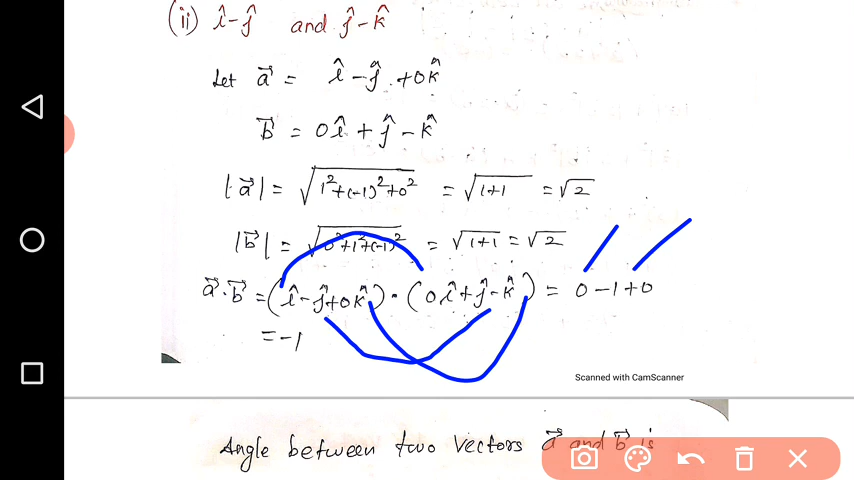 (ii) î-ĵ and ĵ-k̂
Let a⃗ = î-ĵ+0k̂
b⃗ = 0î+ĵ-k̂
|a⃗| = √1²+(-1)²+0² = √1+1 = √2
|b⃗| = √0²+1²+(-1)² = √1+1 = √2
a⃗.b⃗ = (î-ĵ+0k̂)·(0î+ĵ-k̂) = 0-1+0
=-1
Scanned with CamScanner
Angle between two vectors a⃗ and b⃗ is